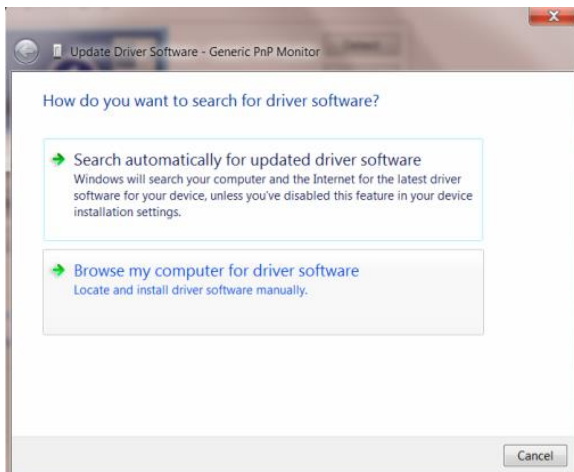 Update Driver Software - Generic PnP Monitor
How do you want to search for driver software?
Search automatically for updated driver software
Windows will search your computer and the Internet for the latest driver
software for your device, unless you've disabled this feature in your device
installation settings.
Browse my computer for driver software
Locate and install driver software manually.
Cancel